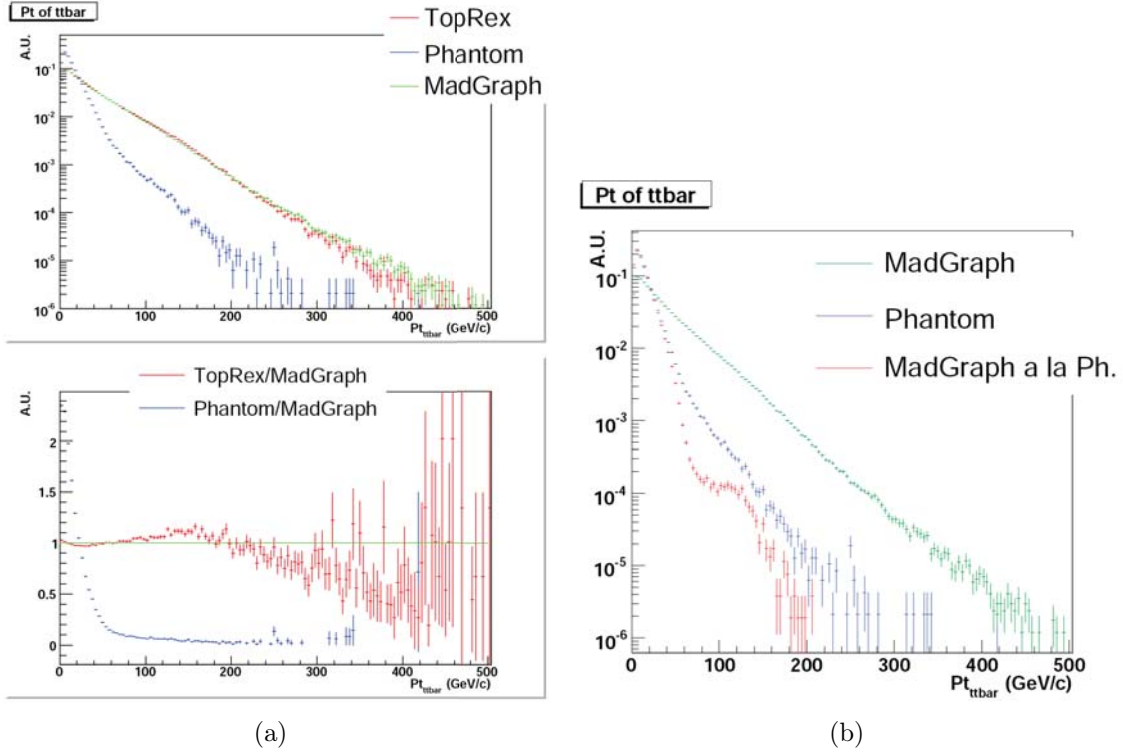 Pt of ttbar
A.U.
TopRex
Phantom
MadGraph
10⁻¹
10⁻²
10⁻³
10⁻⁴
10⁻⁵
10⁻⁶
0 100 200 300 400 500
Pt_ttbar (GeV/c)
A.U.
TopRex/MadGraph
Phantom/MadGraph
2
1.5
1
0.5
0
0 100 200 300 400 500
Pt_ttbar (GeV/c)
(a)
Pt of ttbar
A.U.
MadGraph
Phantom
MadGraph a la Ph.
10⁻¹
10⁻²
10⁻³
10⁻⁴
10⁻⁵
10⁻⁶
0 100 200 300 400 500
Pt_ttbar (GeV/c)
(b)